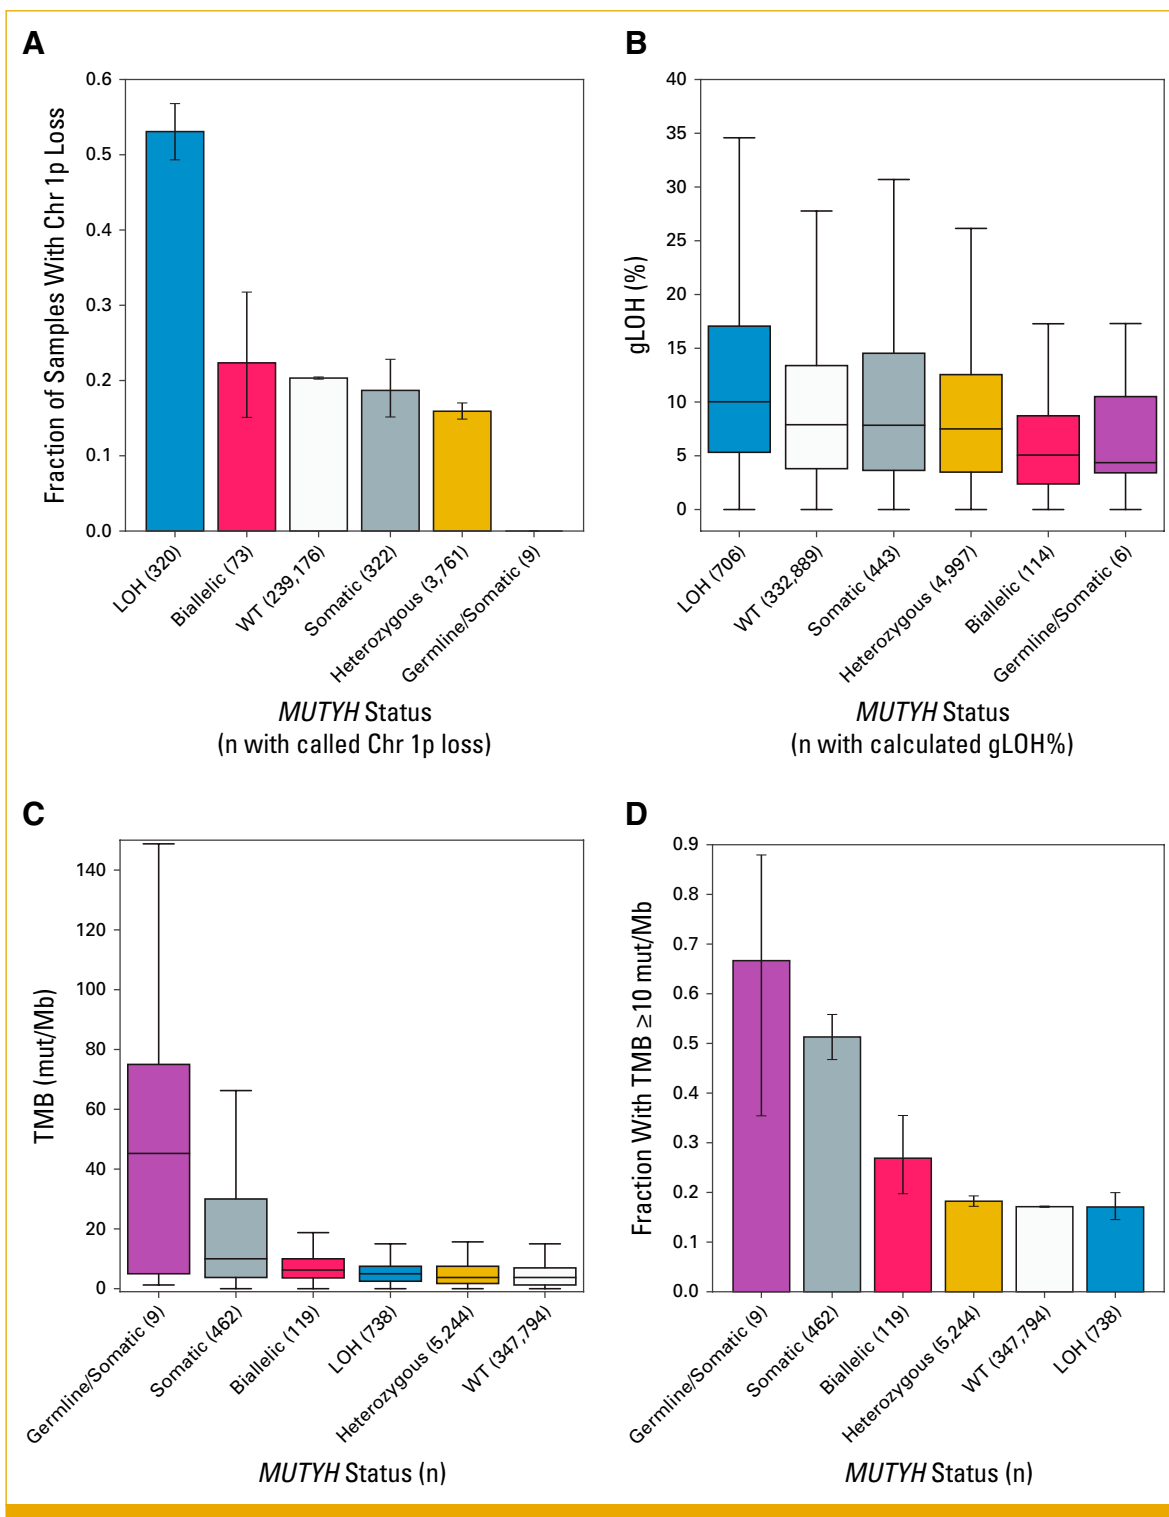 A
Fraction of Samples With Chr 1p Loss
0.6
0.5
0.4
0.3
0.2
0.1
0.0
LOH (320)
Biallelic (73)
WT (239,176)
Somatic (322)
Heterozygous (3,761)
Germline/Somatic (9)
MUTYH Status
(n with called Chr 1p loss)
B
gLOH (%)
40
35
30
25
20
15
10
5
0
LOH (706)
WT (332,889)
Somatic (443)
Heterozygous (4,997)
Biallelic (114)
Germline/Somatic (6)
MUTYH Status
(n with calculated gLOH%)
C
TMB (mut/Mb)
140
120
100
80
60
40
20
0
Germline/Somatic (9)
Somatic (462)
Biallelic (119)
LOH (738)
Heterozygous (5,244)
WT (347,794)
MUTYH Status (n)
D
Fraction With TMB ≥10 mut/Mb
0.9
0.8
0.7
0.6
0.5
0.4
0.3
0.2
0.1
0.0
Germline/Somatic (9)
Somatic (462)
Biallelic (119)
Heterozygous (5,244)
WT (347,794)
LOH (738)
MUTYH Status (n)